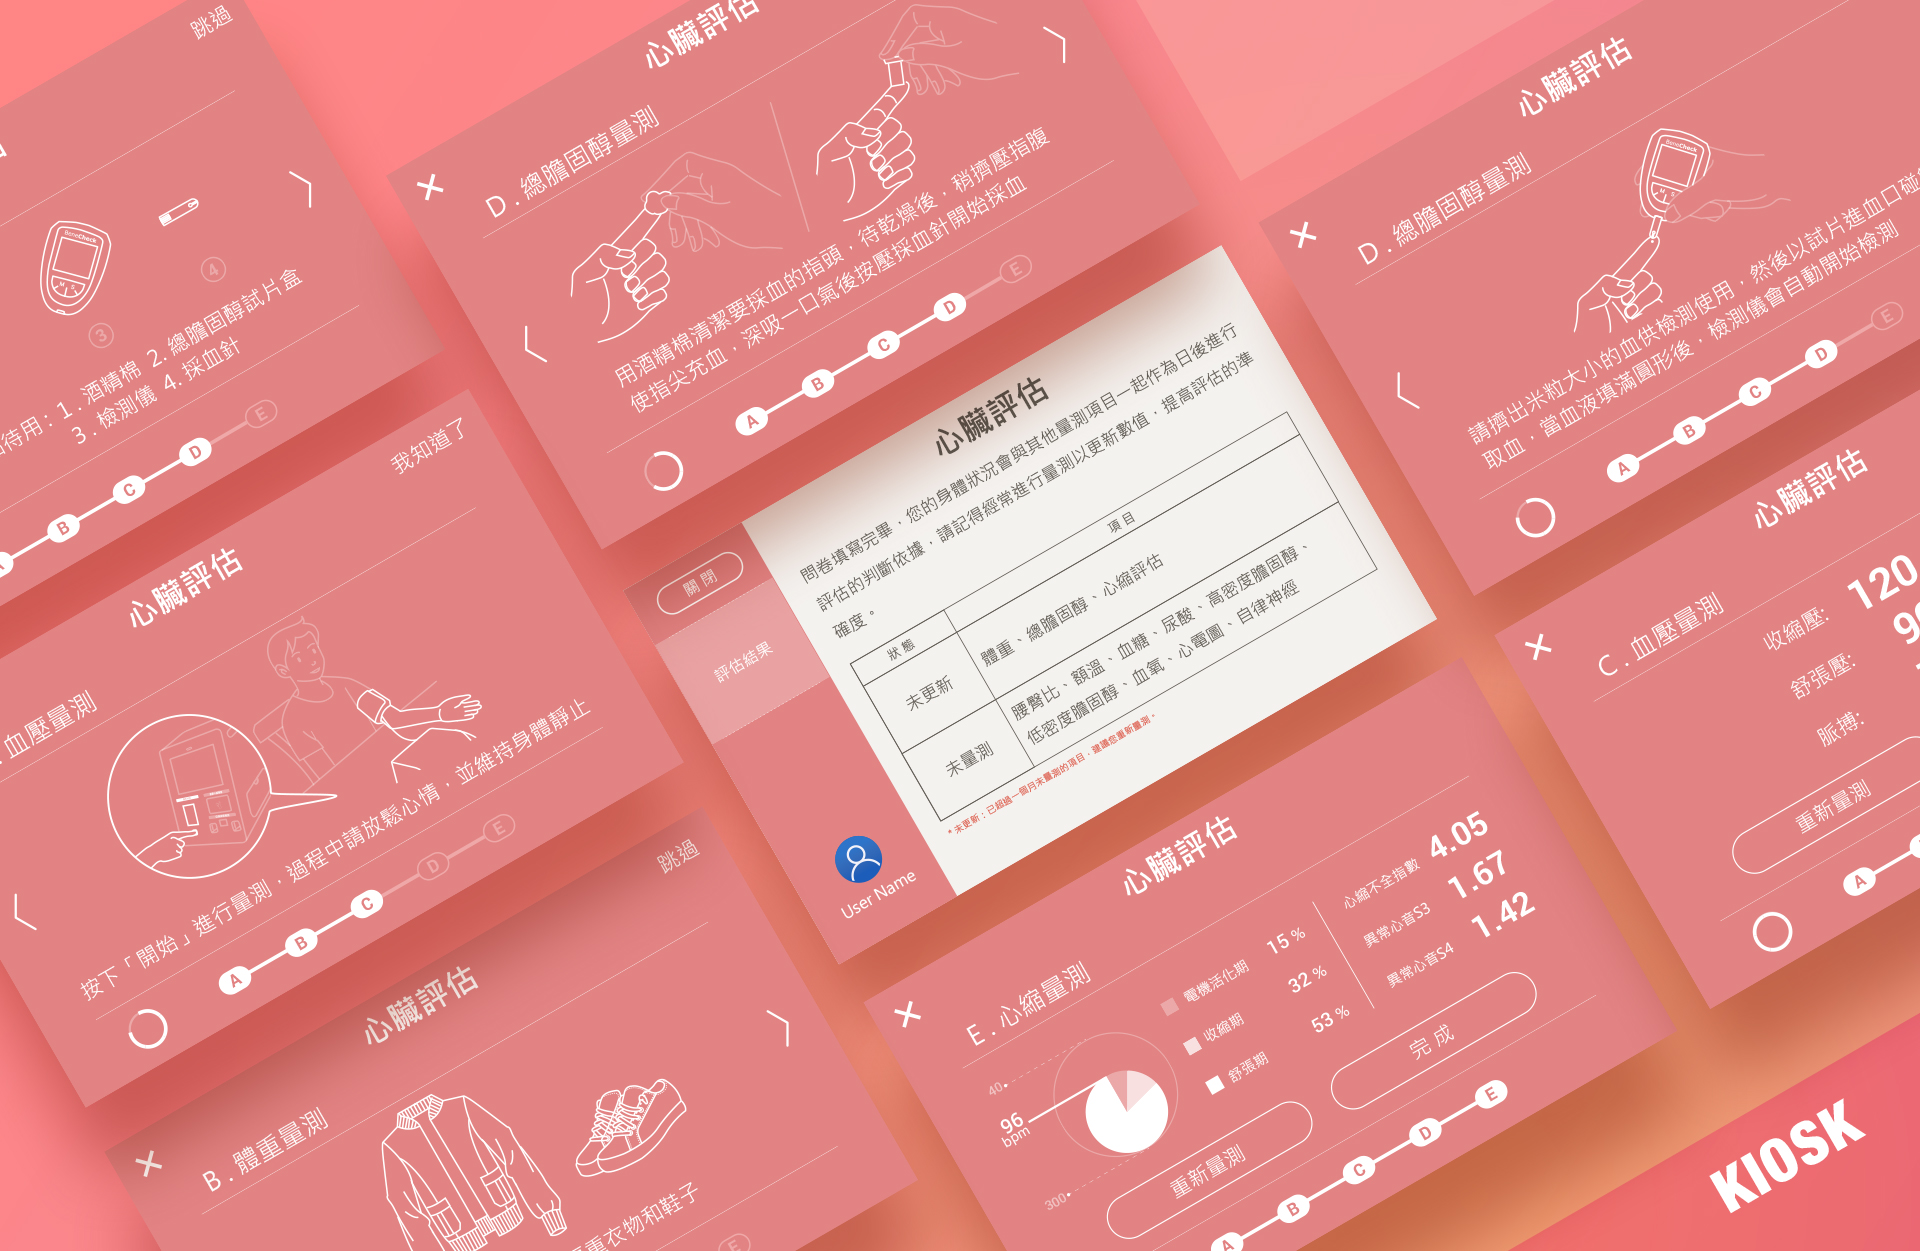 跳過
BeneCheck
M
S
4
3
待用：1 . 酒精棉 2. 總膽固醇試片盒
3 . 檢測儀 4. 採血針
B
C
D
E
心臟評估
D . 總膽固醇量測
用酒精棉清潔要採血的指頭，待乾燥後，稍擠壓指腹
使指尖充血，深吸一口氣後按壓採血針開始採血
A
B
C
D
E
心臟評估
D . 總膽固醇量測
BeneCheck
M
S
請擠出米粒大小的血供檢測使用，然後以試片進血口碰
取血，當血液填滿圓形後，檢測儀會自動開始檢測
A
B
C
D
E
我知道了
心臟評估
血壓量測
按下「開始」進行量測，過程中請放鬆心情，並維持身體靜止
A
B
C
D
E
關閉
評估結果
User Name
心臟評估
問卷填寫完畢，您的身體狀況會與其他量測項目一起作為日後進行
評估的判斷依據，請記得經常進行量測以更新數值，提高評估的準
確度。
狀態
項目
未更新
體重、總膽固醇、心縮評估
未量測
腰臀比、額溫、血糖、尿酸、高密度膽固醇、
低密度膽固醇、血氧、心電圖、自律神經
* 未更新：已超過一個月未量測的項目，建議您重新量測。
心臟評估
C . 血壓量測
收縮壓:
120
舒張壓:
脈搏:
重新量測
A
跳過
心臟評估
B . 體重量測
重衣物和鞋子
E
心臟評估
E . 心縮量測
40
96
bpm
300
電機活化期
15 %
收縮期
32 %
舒張期
53 %
心縮不全指數
4.05
異常心音S3
1.67
異常心音S4
1.42
重新量測
完成
A
B
C
D
E
KIOSK